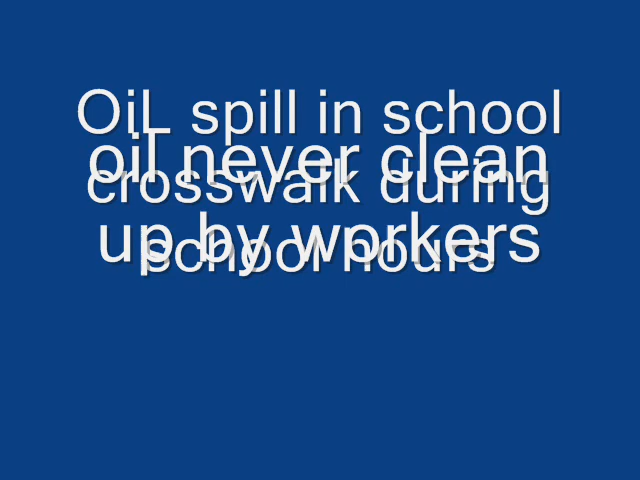 OiL spill in school
crosswalk during
school hours
oil never clean
up by workers